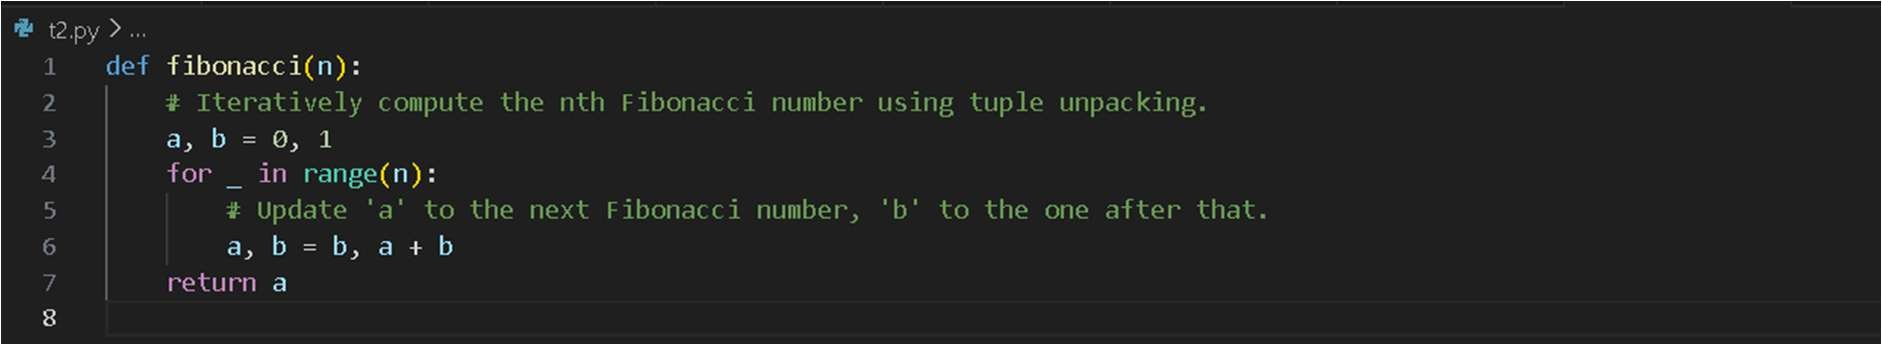 t2.py > ...
1 def fibonacci(n):
2     # Iteratively compute the nth Fibonacci number using tuple unpacking.
3     a, b = 0, 1
4     for _ in range(n):
5         # Update 'a' to the next Fibonacci number, 'b' to the one after that.
6         a, b = b, a + b
7     return a
8